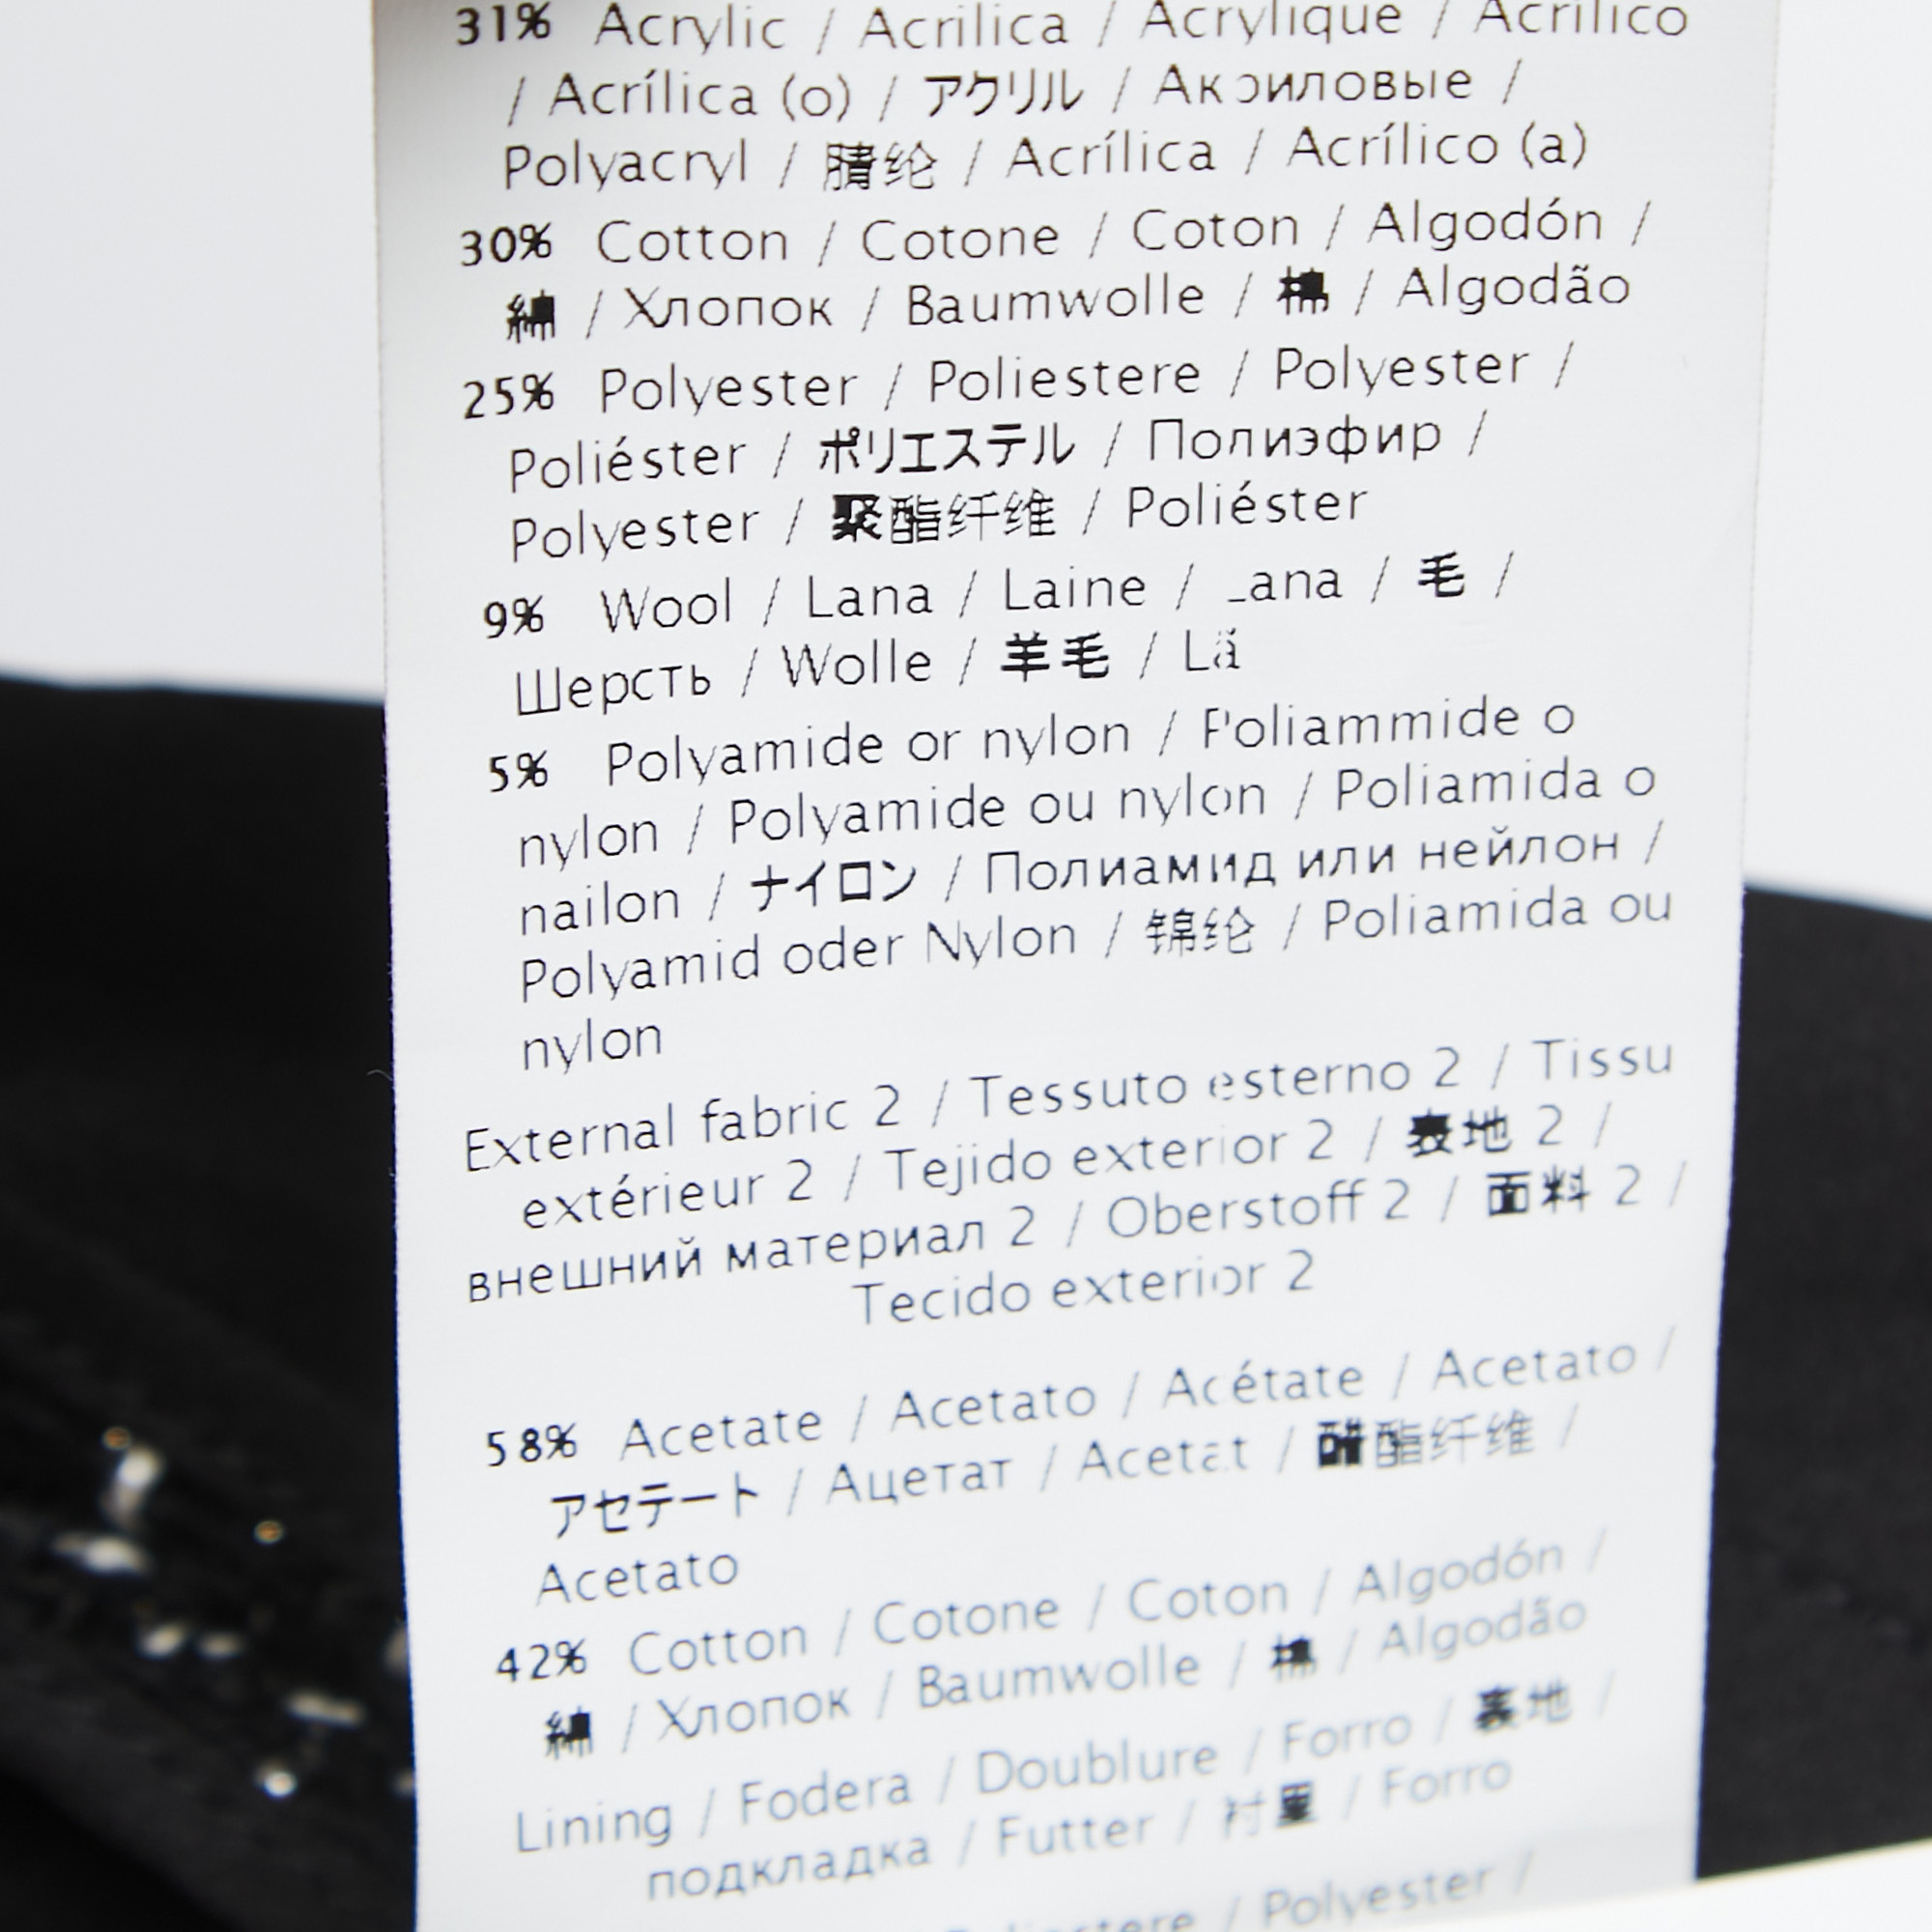 31% Acrylic / Acrilica / Acrylique / Acrílico
/ Acrílica (o) / アクリル / Акриловые /
Polyacryl / 腈纶 / Acrílica / Acrílico (a)
30% Cotton / Cotone / Coton / Algodón /
綿 / Хлопок / Baumwolle / 棉 / Algodão
25% Polyester / Poliestere / Polyester /
Poliéster / ポリエステル / Полиэфир /
Polyester / 聚酯纤维 / Poliéster
9% Wool / Lana / Laine / Lana / 毛 /
Шерсть / Wolle / 羊毛 / Lã
5% Polyamide or nylon / Poliammide o
nylon / Polyamide ou nylon / Poliamida o
nailon / ナイロン / Полиамид или нейлон /
Polyamid oder Nylon / 锦纶 / Poliamida ou
nylon
External fabric 2 / Tessuto esterno 2 / Tissu
extérieur 2 / Tejido exterior 2 / 表地 2 /
внешний материал 2 / Oberstoff 2 / 面料 2 /
Tecido exterior 2
58% Acetate / Acetato / Acétate / Acetato /
アセテート / Ацетат / Acetat / 醋酯纤维 /
Acetato
42% Cotton / Cotone / Coton / Algodón /
綿 / Хлопок / Baumwolle / 棉 / Algodão
Lining / Fodera / Doublure / Forro / 裏地 /
подкладка / Futter / 衬里 / Forro
/ Polyester /